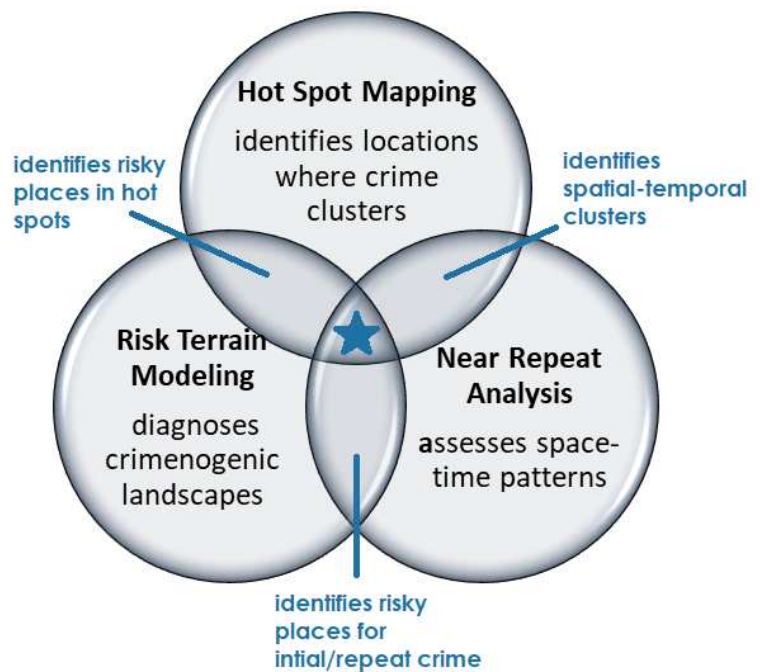 Hot Spot Mapping
identifies locations
where crime
clusters
identifies risky
places in hot
spots
identifies
spatial-temporal
clusters
Risk Terrain
Modeling
diagnoses
crimenogenic
landscapes
Near Repeat
Analysis
assesses space-
time patterns
identifies risky
places for
intial/repeat crime